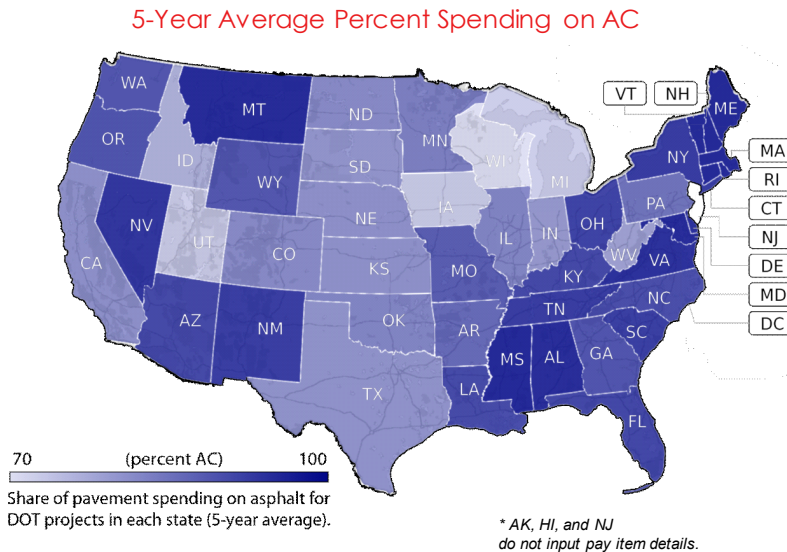 5-Year Average Percent Spending on AC
WA
MT
ND
MN
VT
NH
ME
OR
ID
SD
WI
MI
NY
MA
WY
RI
IA
PA
CT
NE
NV
UT
IL
IN
OH
NJ
CO
WV
DE
CA
KS
MO
KY
VA
MD
NC
DC
TN
AZ
NM
OK
AR
SC
MS
AL
GA
TX
LA
FL
70 (percent AC) 100
Share of pavement spending on asphalt for
DOT projects in each state (5-year average).
* AK, HI, and NJ
do not input pay item details.